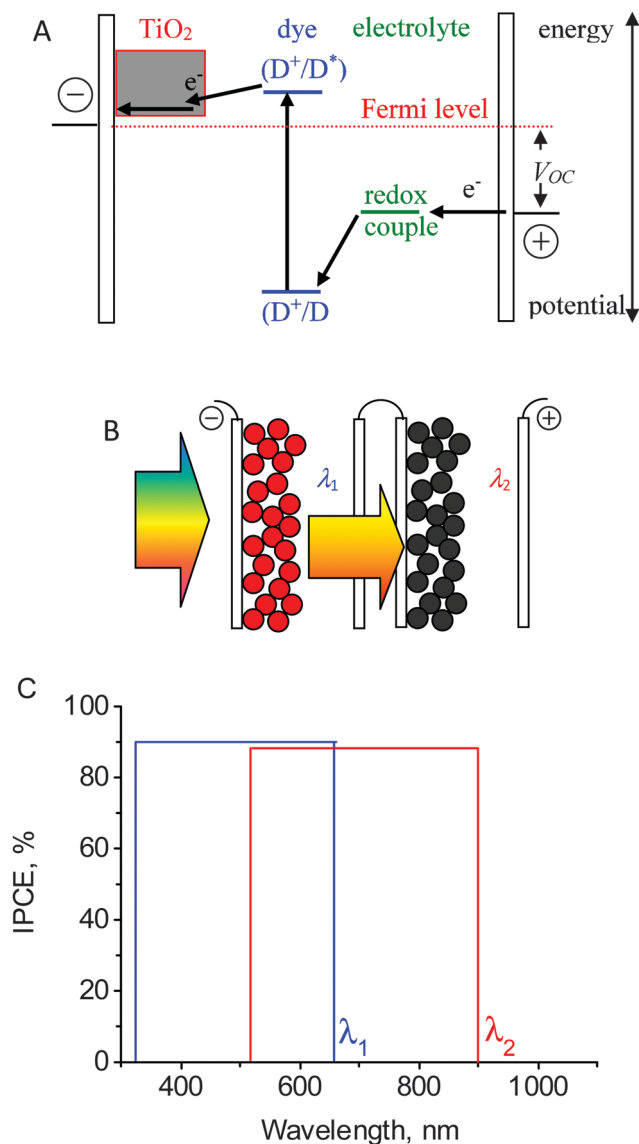 A
TiO₂
dye
electrolyte
energy
(D⁺/D*)
e⁻
−
Fermi level
V_OC
e⁻
redox
couple
+
(D⁺/D
potential
B
−
+
λ₁
λ₂
C
100
80
60
40
20
0
IPCE, %
λ₁
λ₂
400
600
800
1000
Wavelength, nm